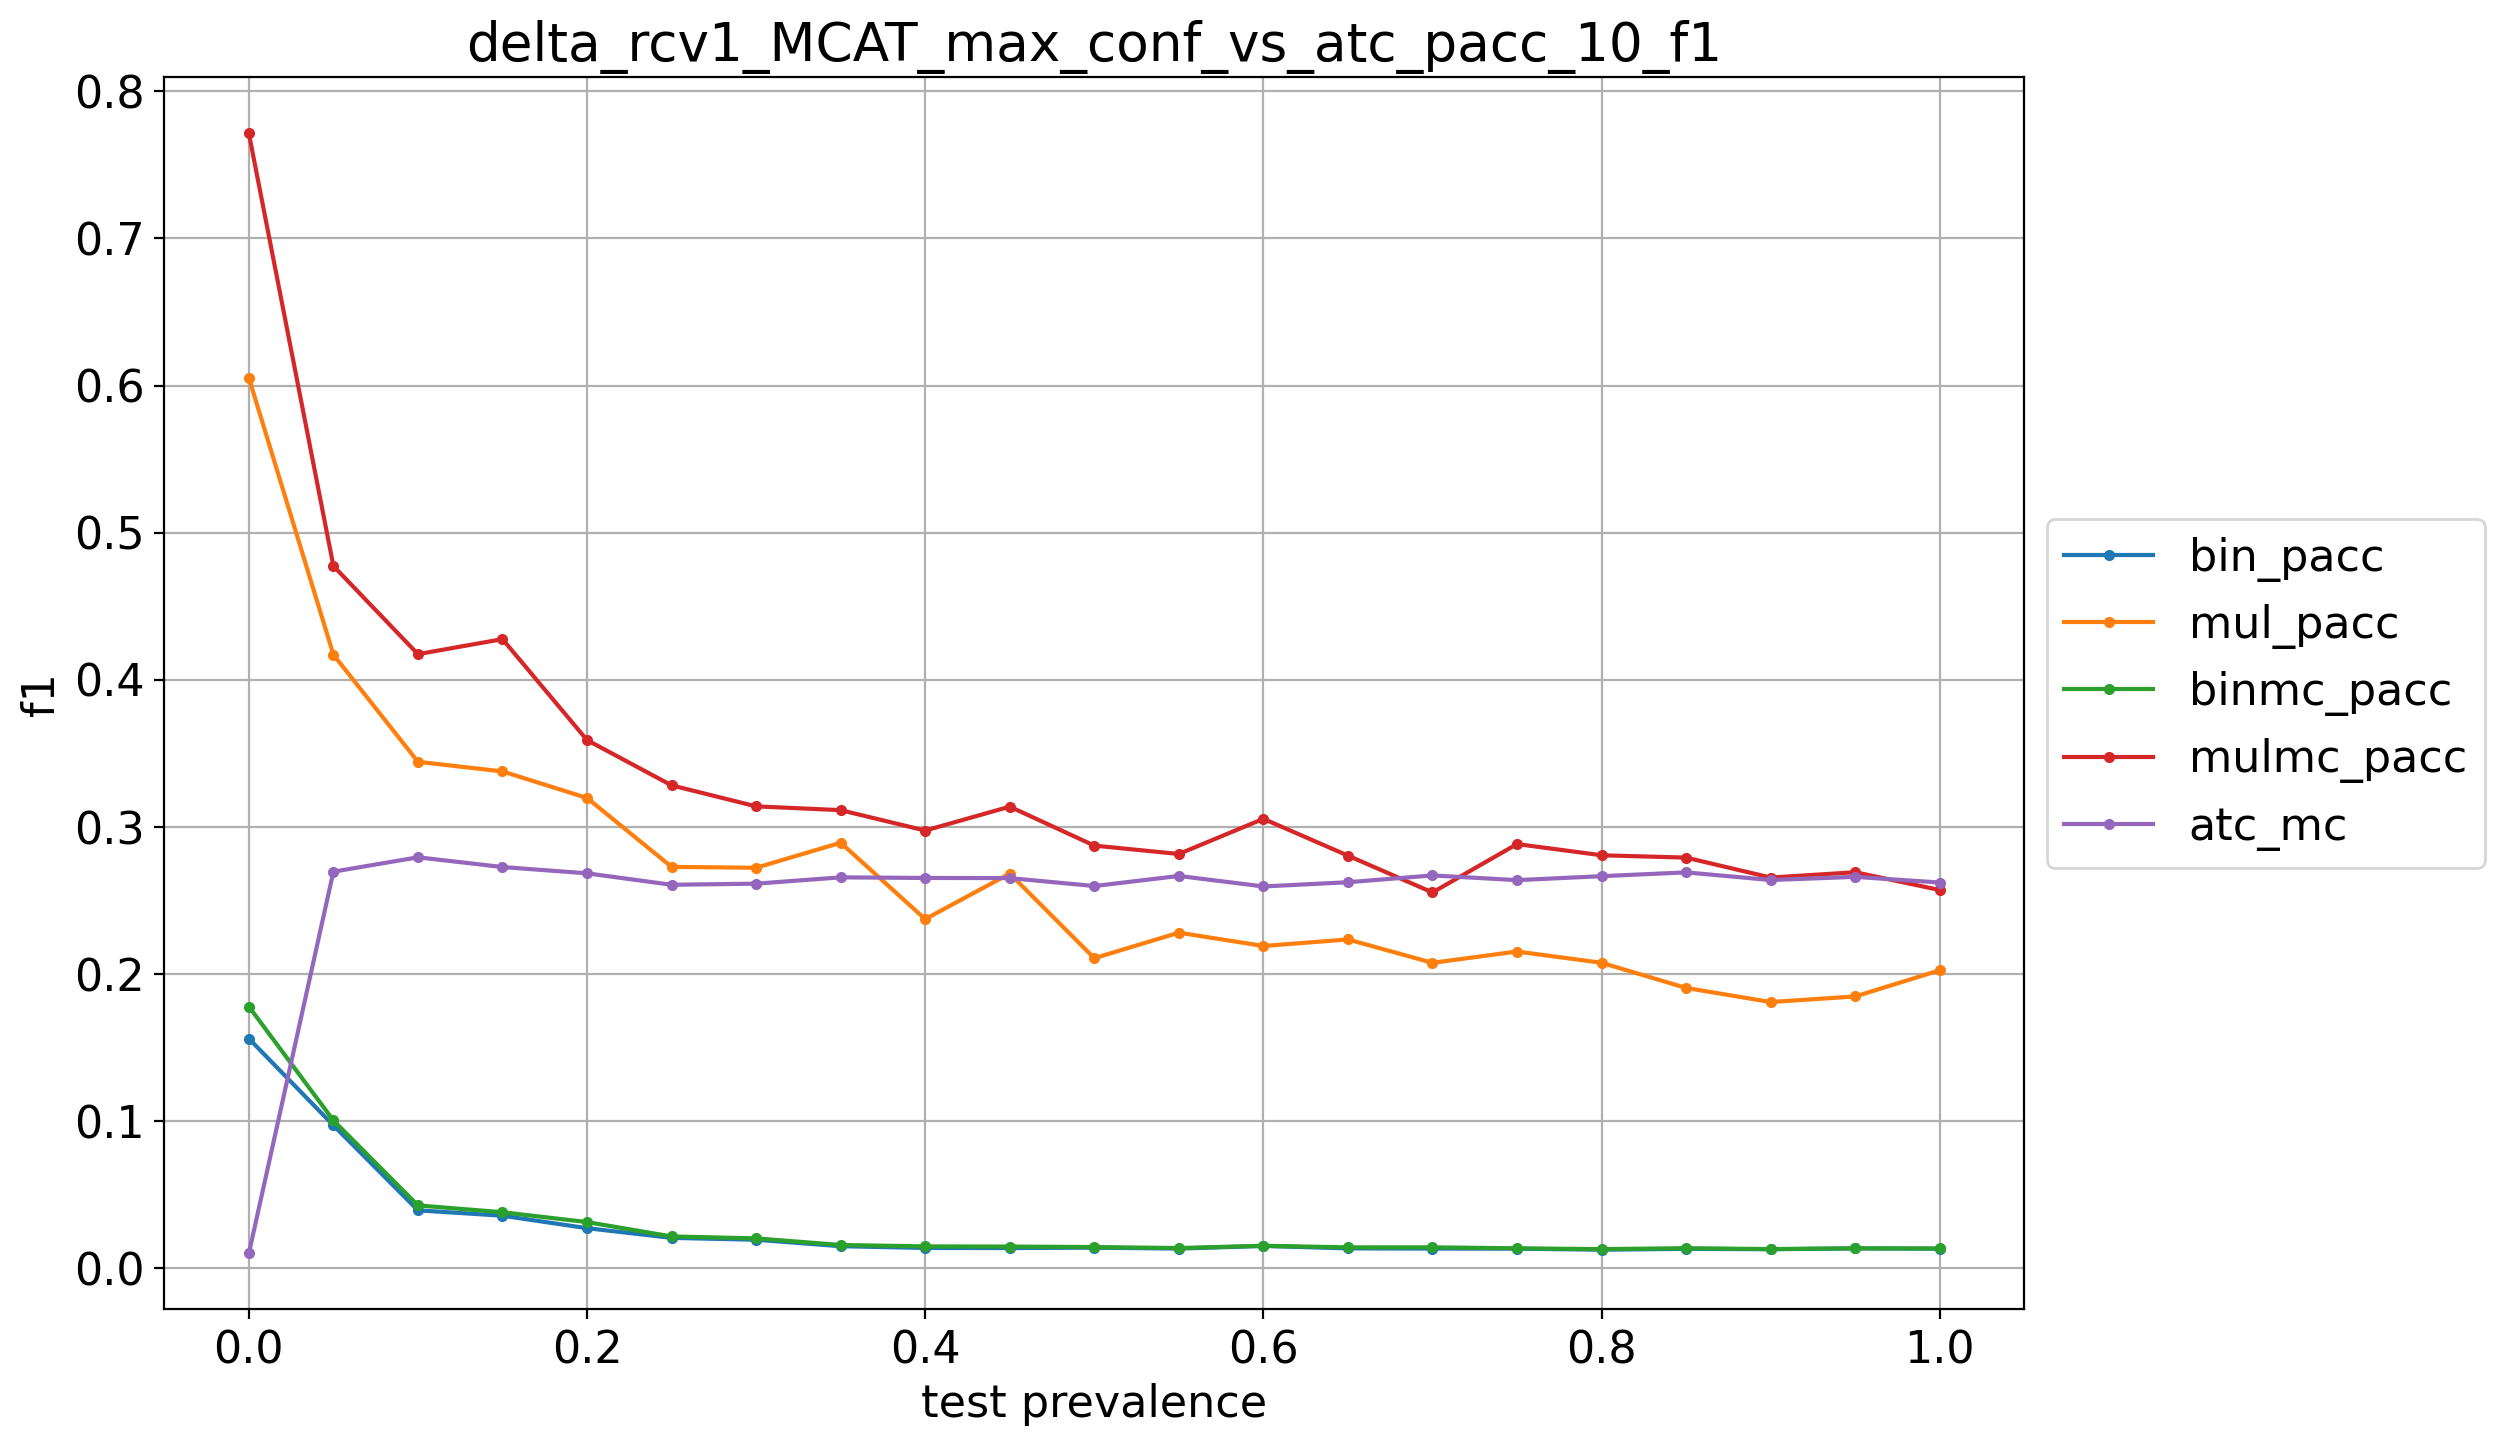 delta_rcv1_MCAT_max_conf_vs_atc_pacc_10_f1
0.8
0.7
0.6
0.5
0.4
0.3
0.2
0.1
0.0
f1
0.0 0.2 0.4 0.6 0.8 1.0
test prevalence
bin_pacc
mul_pacc
binmc_pacc
mulmc_pacc
atc_mc